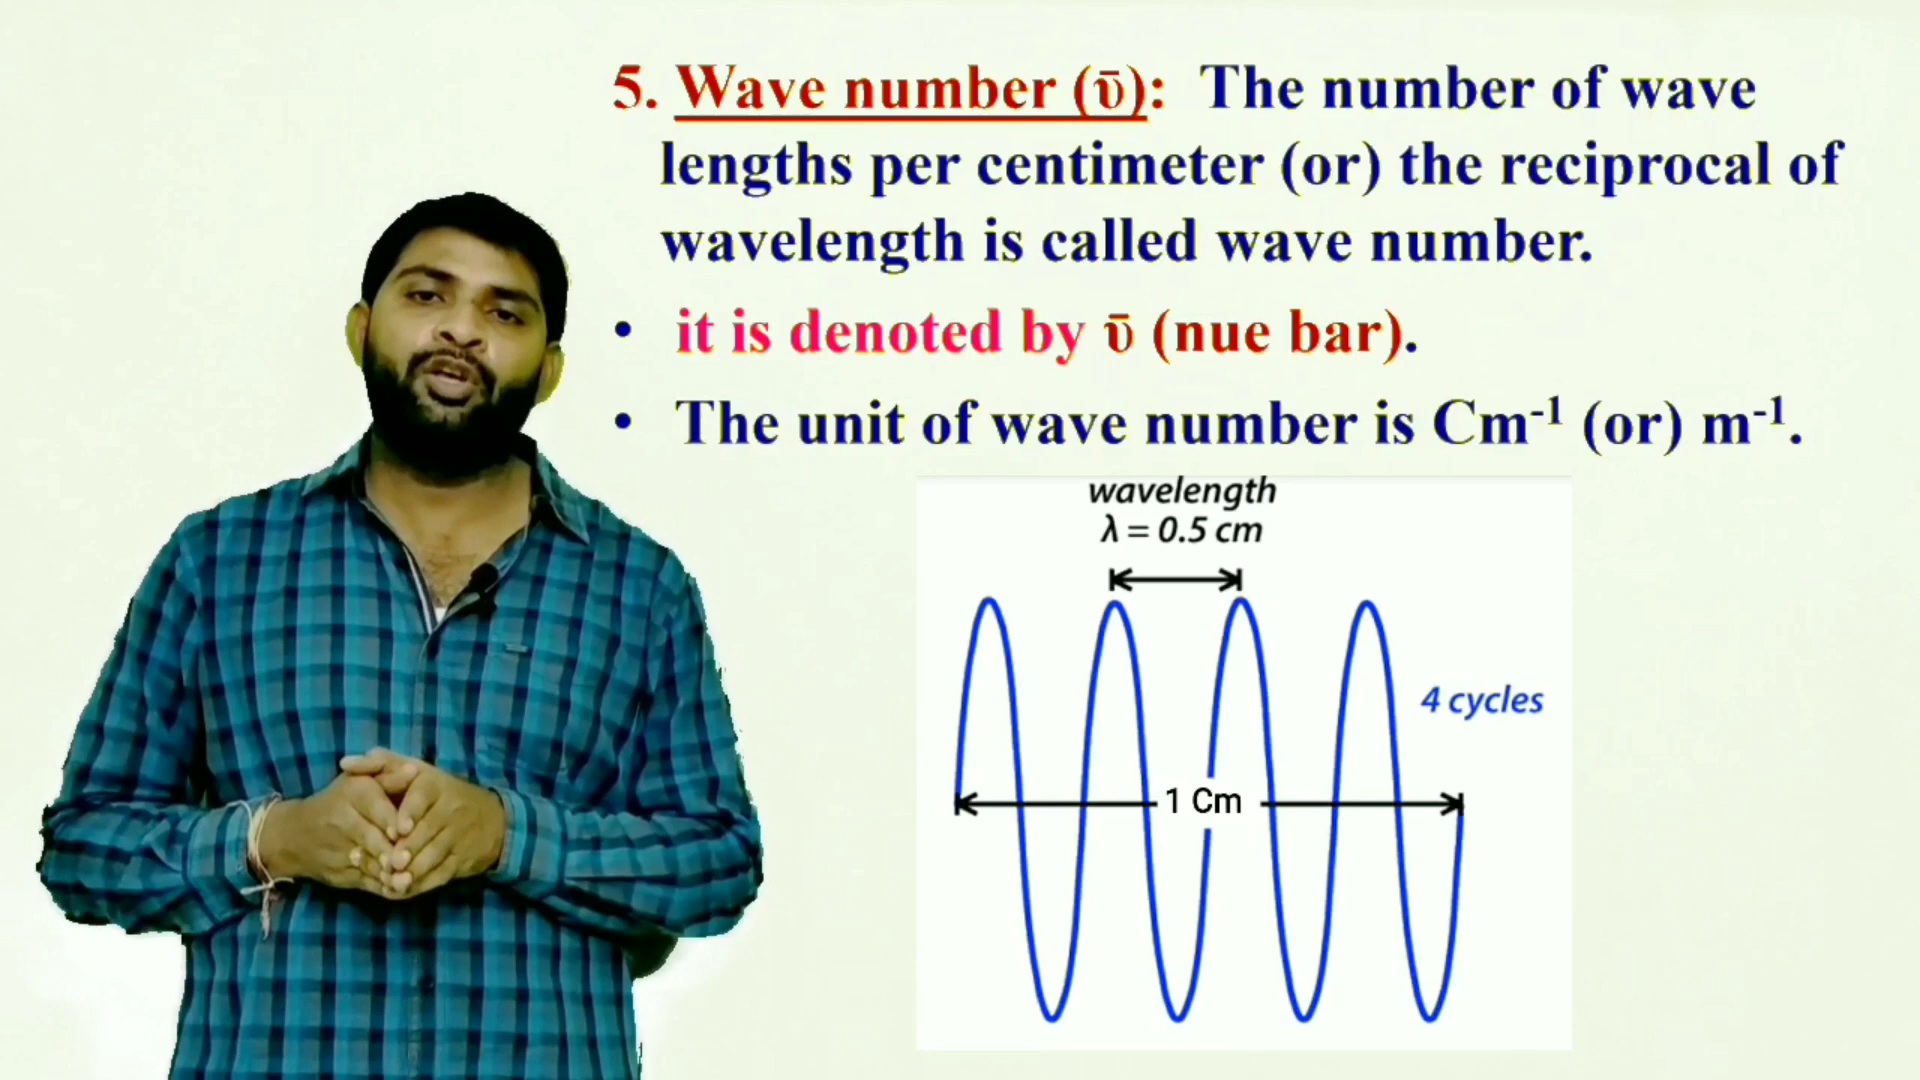 5. Wave number (ῡ): The number of wave
lengths per centimeter (or) the reciprocal of
wavelength is called wave number.
• it is denoted by ῡ (nue bar).
• The unit of wave number is Cm⁻¹ (or) m⁻¹.
wavelength
λ = 0.5 cm
4 cycles
1 Cm